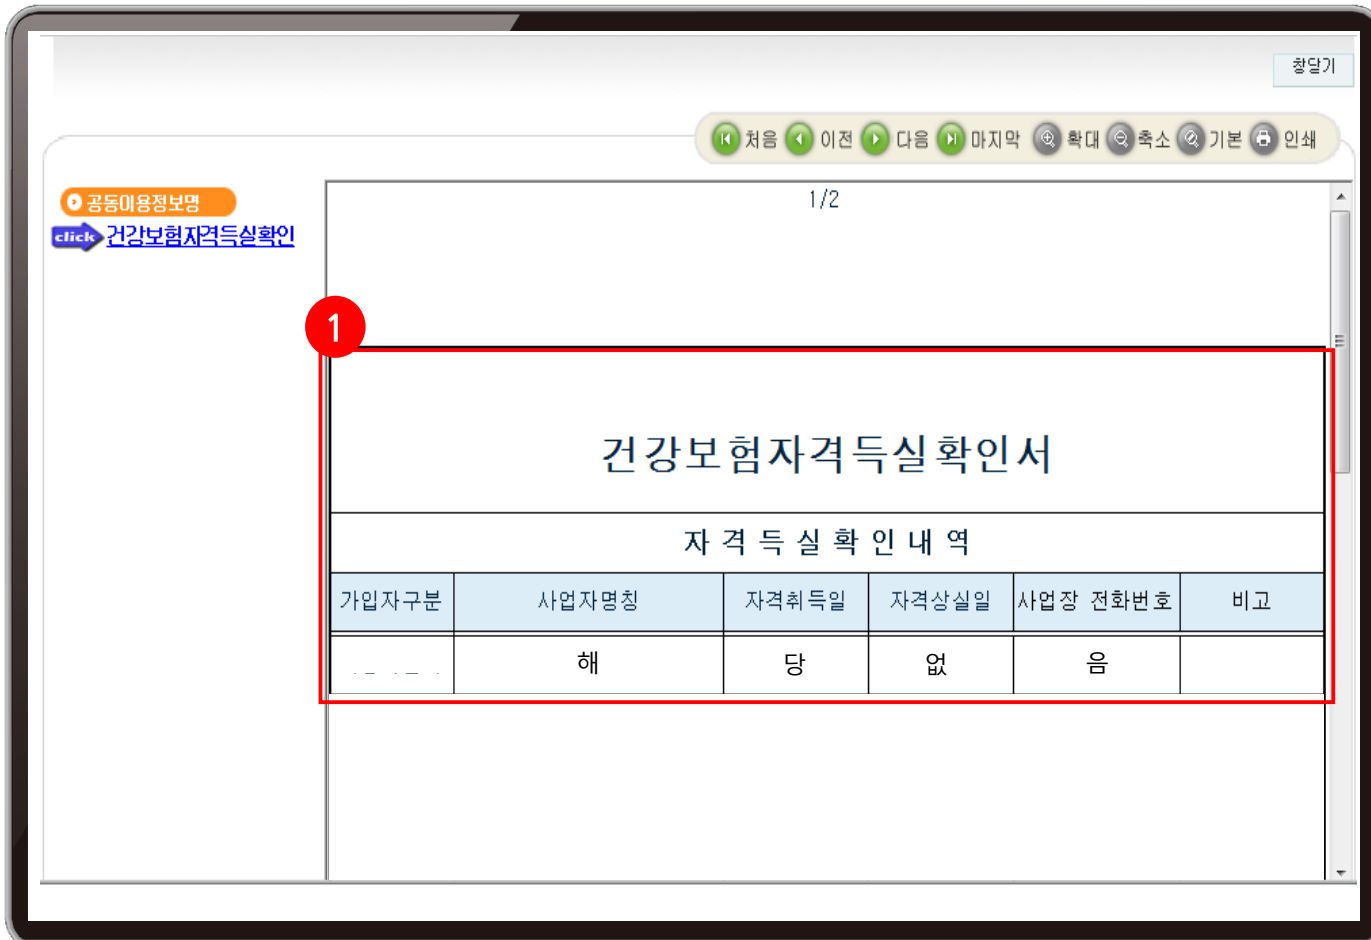 창닫기
처음 이전 다음 마지막 확대 축소 기본 인쇄
공동이용정보명
click 건강보험자격득실확인
1/2
1
건강보험자격득실확인서
자 격 득 실 확 인 내 역
가입자구분 사업자명칭 자격취득일 자격상실일 사업장 전화번호 비고
해 당 없 음